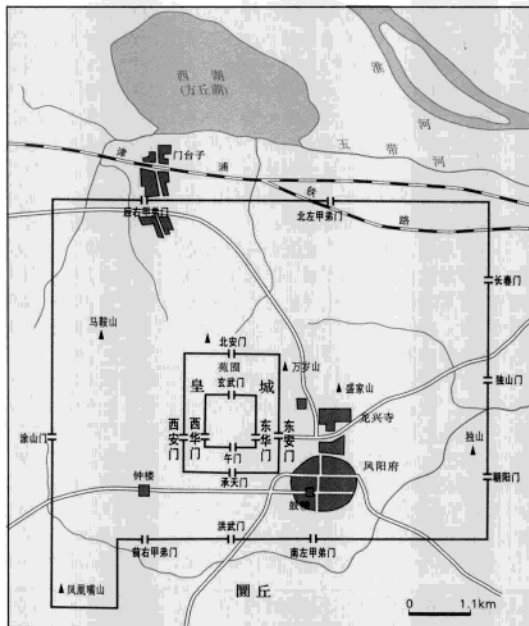 西湖
(方丘湖)
淮
河
玉带河
津
浦
铁
路
门台子
后右甲弟门
北左甲弟门
长春门
马鞍山
北安门
苑囿
万岁山
皇城
玄武门
盛家山
独山门
龙兴寺
西安门
西华门
东华门
东安门
涂山门
独山
午门
凤阳府
承天门
朝阳门
钟楼
鼓楼
前右甲弟门
洪武门
南左甲弟门
凤凰嘴山
圜丘
0
1.1km